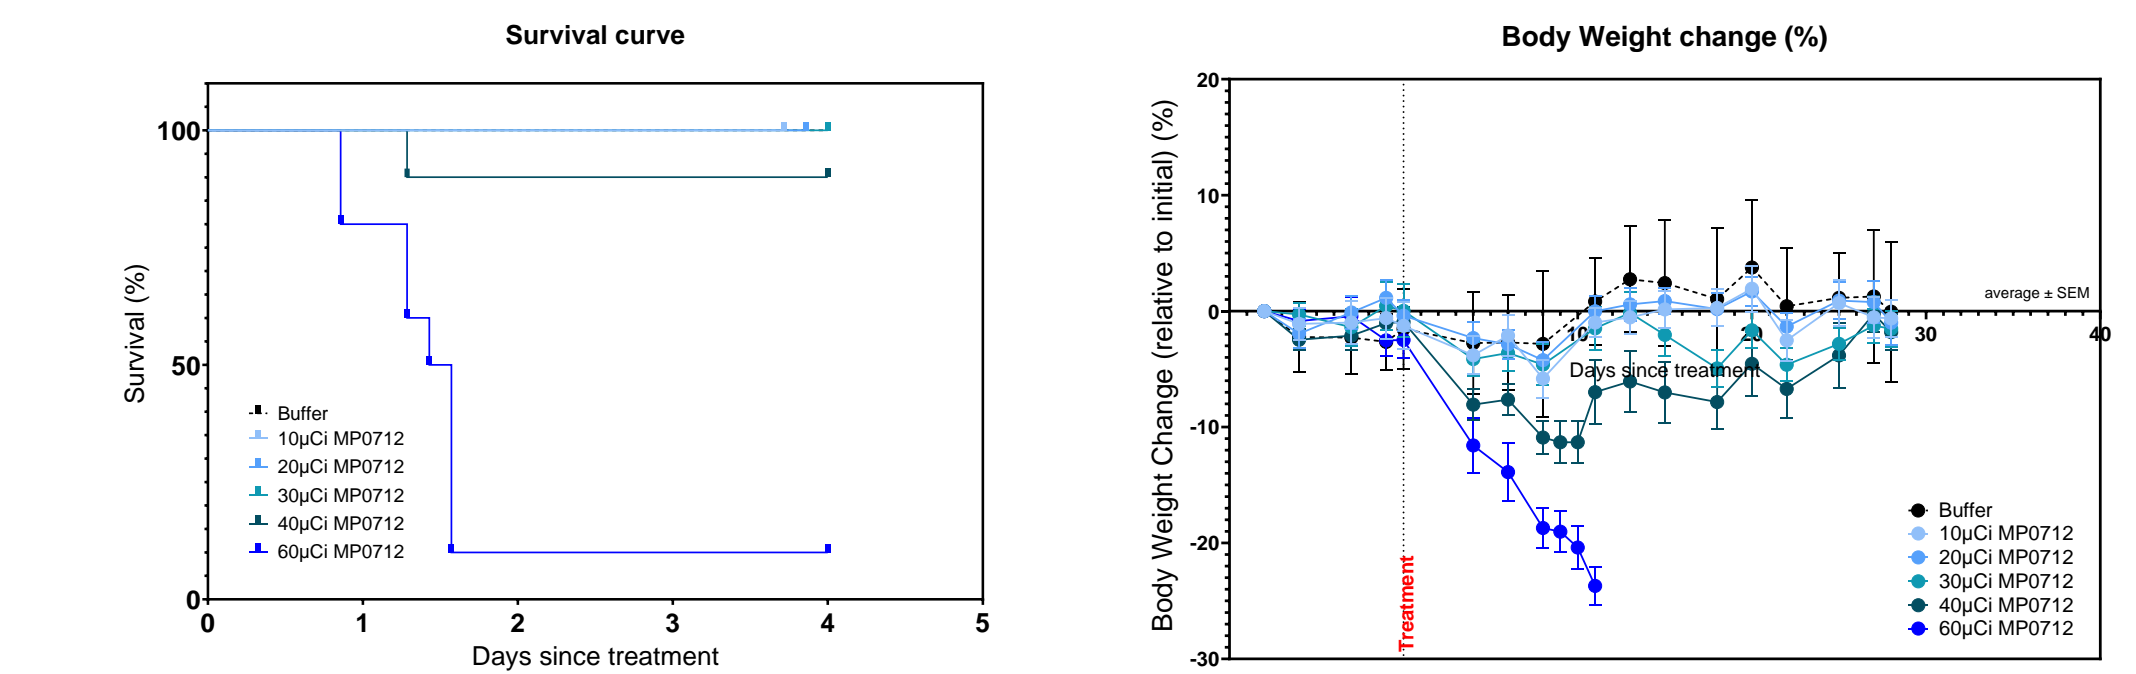 Survival curve
100
50
0
0 1 2 3 4 5
Survival (%)
Days since treatment
Buffer
10µCi MP0712
20µCi MP0712
30µCi MP0712
40µCi MP0712
60µCi MP0712
Body Weight change (%)
20
10
0
-10
-20
-30
10 20 30 40
Body Weight Change (relative to initial) (%)
Days since treatment
average ± SEM
Treatment
Buffer
10µCi MP0712
20µCi MP0712
30µCi MP0712
40µCi MP0712
60µCi MP0712